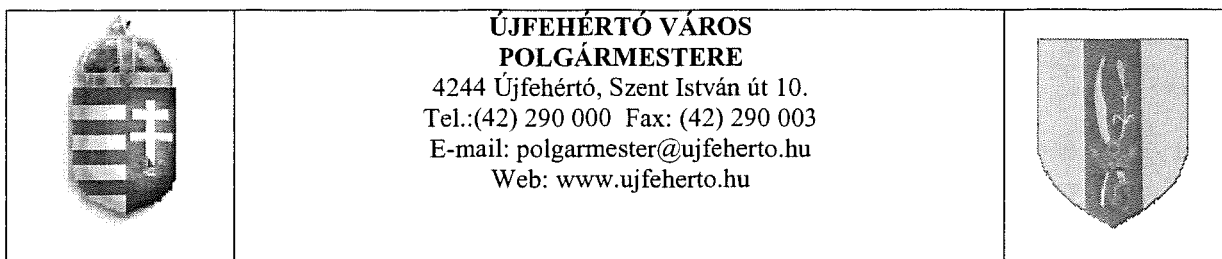 ÚJFEHÉRTÓ VÁROS
POLGÁRMESTERE
4244 Újfehértó, Szent István út 10.
Tel.:(42) 290 000 Fax: (42) 290 003
E-mail: polgarmester@ujfeherto.hu
Web: www.ujfeherto.hu